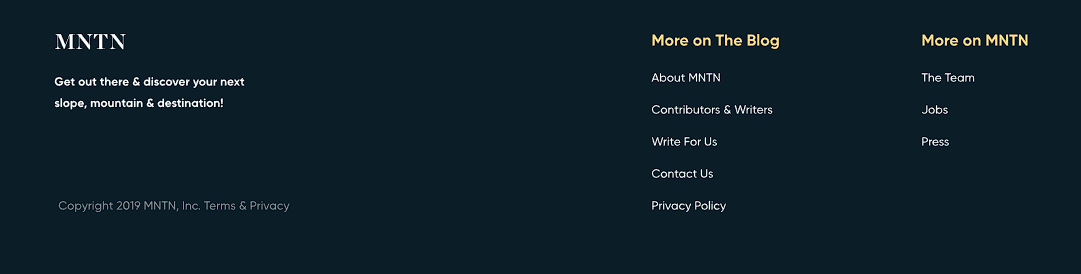 MNTN
Get out there & discover your next
slope, mountain & destination!
Copyright 2019 MNTN, Inc. Terms & Privacy
More on The Blog
About MNTN
Contributors & Writers
Write For Us
Contact Us
Privacy Policy
More on MNTN
The Team
Jobs
Press